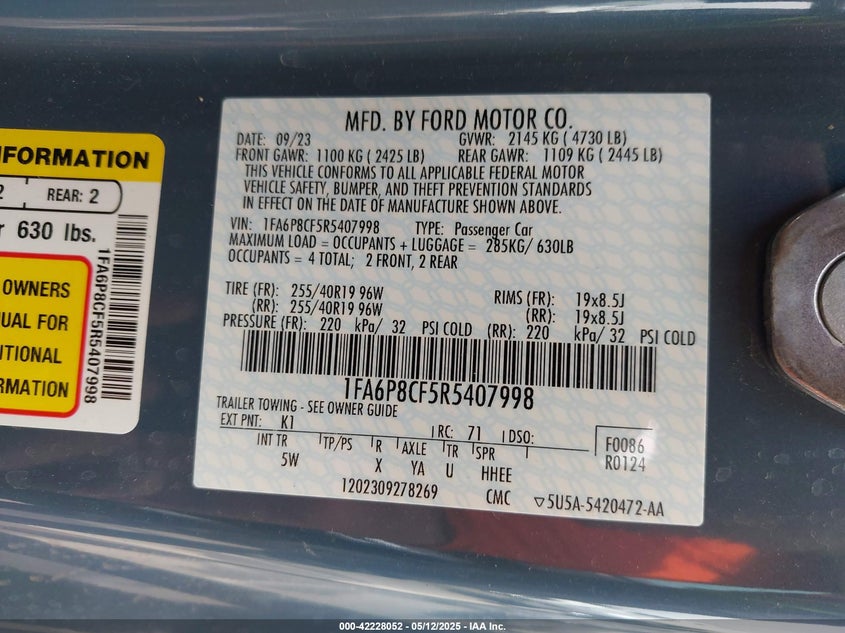 NFORMATION
2 REAR: 2
r 630 lbs.
OWNERS
UAL FOR
ITIONAL
RMATION
1FA6P8CF5R5407998
MFD. BY FORD MOTOR CO.
DATE: 09/23 GVWR: 2145 KG ( 4730 LB)
FRONT GAWR: 1100 KG ( 2425 LB) REAR GAWR: 1109 KG ( 2445 LB)
THIS VEHICLE CONFORMS TO ALL APPLICABLE FEDERAL MOTOR
VEHICLE SAFETY, BUMPER, AND THEFT PREVENTION STANDARDS
IN EFFECT ON THE DATE OF MANUFACTURE SHOWN ABOVE.
VIN: 1FA6P8CF5R5407998 TYPE: Passenger Car
MAXIMUM LOAD = OCCUPANTS + LUGGAGE = 285KG/ 630LB
OCCUPANTS = 4 TOTAL; 2 FRONT, 2 REAR
TIRE (FR): 255/40R19 96W RIMS (FR): 19x8.5J
(RR): 255/40R19 96W (RR): 19x8.5J
PRESSURE (FR): 220 kPa/ 32 PSI COLD (RR): 220 kPa/ 32 PSI COLD
1FA6P8CF5R5407998
TRAILER TOWING - SEE OWNER GUIDE
EXT PNT: K1 RC: 71 DSO: F0086
R0124
INT TR TP/PS R AXLE TR SPR
5W X YA U HHEE
1202309278269 CMC ▽5U5A-5420472-AA
000-42228052 - 05/12/2025 - IAA Inc.